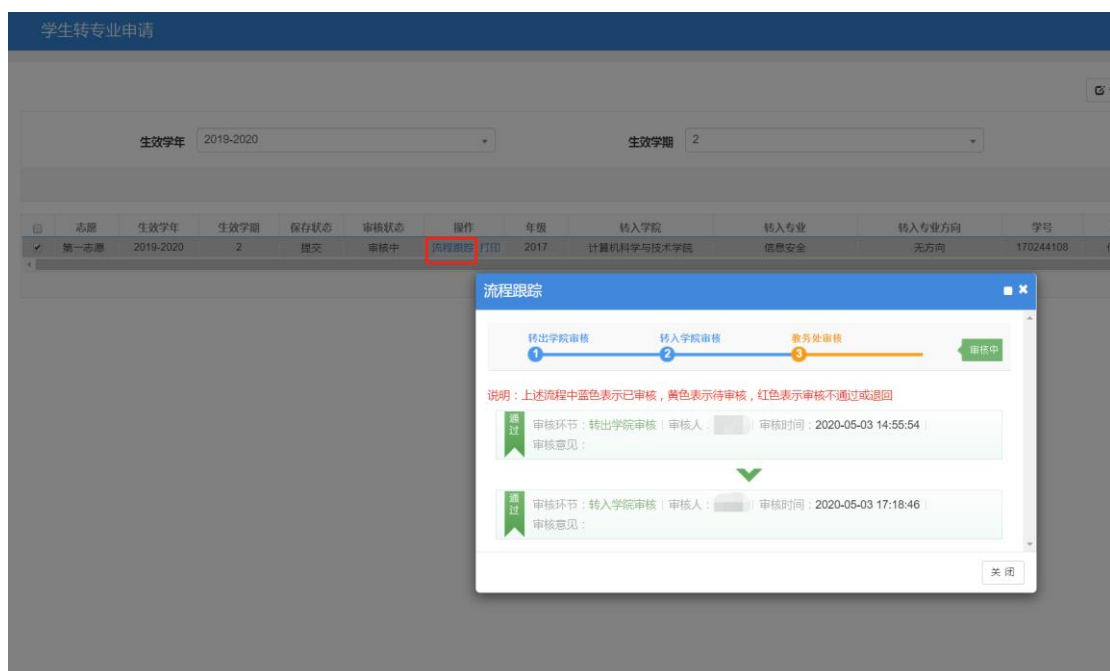 学生转专业申请
生效学年 2019-2020 生效学期 2
志愿 生效学年 生效学期 保存状态 审核状态 操作 年级 转入学院 转入专业 转入专业方向 学号
第一志愿 2019-2020 2 提交 审核中 流程跟踪 打印 2017 计算机科学与技术学院 信息安全 无方向 170244108
流程跟踪
转出学院审核 转入学院审核 教务处审核
1 2 3 审核中
说明：上述流程中蓝色表示已审核，黄色表示待审核，红色表示审核不通过或退回
通过 审核环节：转出学院审核 审核人： 审核时间：2020-05-03 14:55:54
审核意见：
通过 审核环节：转入学院审核 审核人： 审核时间：2020-05-03 17:18:46
审核意见：
关闭